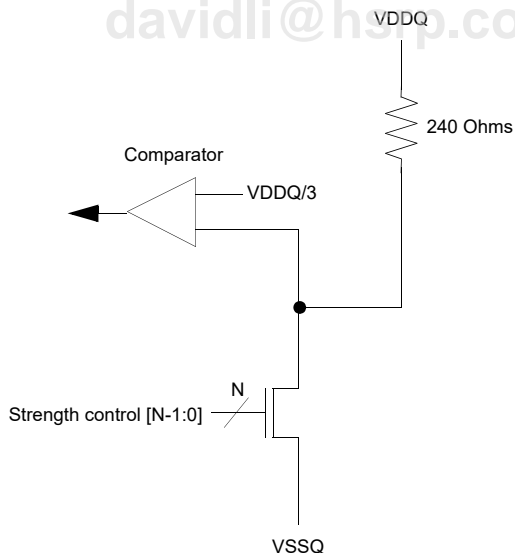 davidli@hsrp.co
VDDQ
240 Ohms
Comparator
VDDQ/3
N
Strength control [N-1:0]
VSSQ